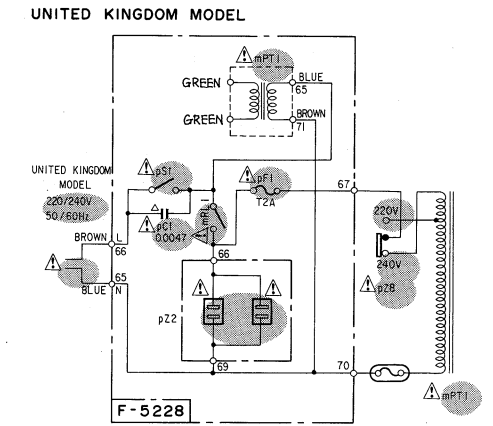 UNITED KINGDOM MODEL
mPT1
GREEN
BLUE
65
GREEN
BROWN
71
UNITED KINGDOM
MODEL
220/240V
50/60Hz
pS1
pF1
T2A
67
mRL1
pC1
0.0047
220V
240V
pZ8
BROWN L
66
66
65
BLUE N
pZ2
69
70
mPT1
F-5228